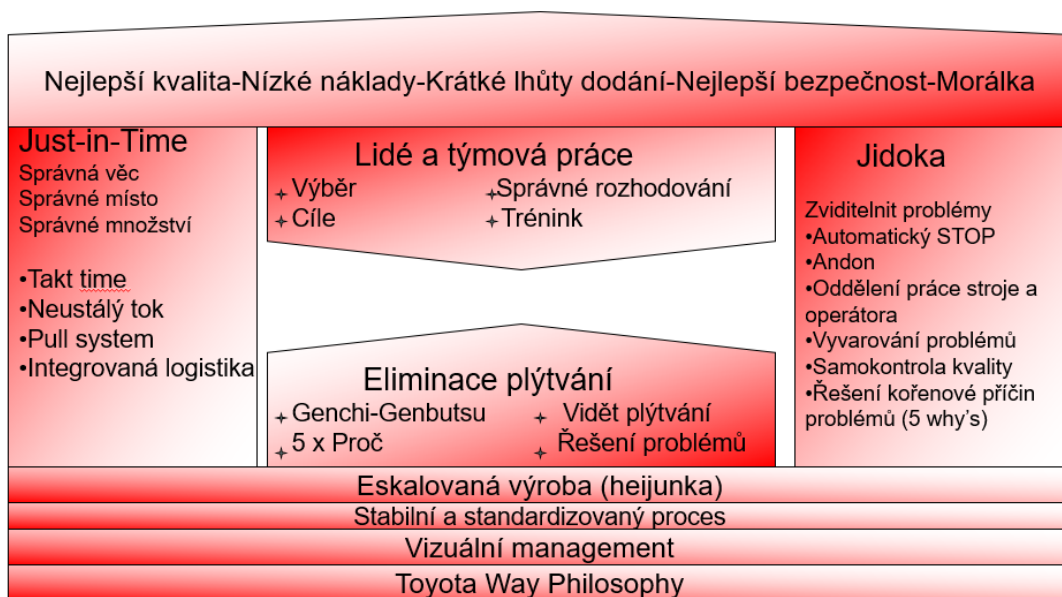 Nejlepší kvalita-Nízké náklady-Krátké lhůty dodání-Nejlepší bezpečnost-Morálka
Just-in-Time
Správná věc
Správné místo
Správné množství
•Takt time
•Neustálý tok
•Pull system
•Integrovaná logistika
Lidé a týmová práce
Výběr
Správné rozhodování
Cíle
Trénink
Eliminace plýtvání
Genchi-Genbutsu
Vidět plýtvání
5 x Proč
Řešení problémů
Jidoka
Zviditelnit problémy
•Automatický STOP
•Andon
•Oddělení práce stroje a
operátora
•Vyvarování problémů
•Samokontrola kvality
•Řešení kořenové příčin
problémů (5 why's)
Eskalovaná výroba (heijunka)
Stabilní a standardizovaný proces
Vizuální management
Toyota Way Philosophy